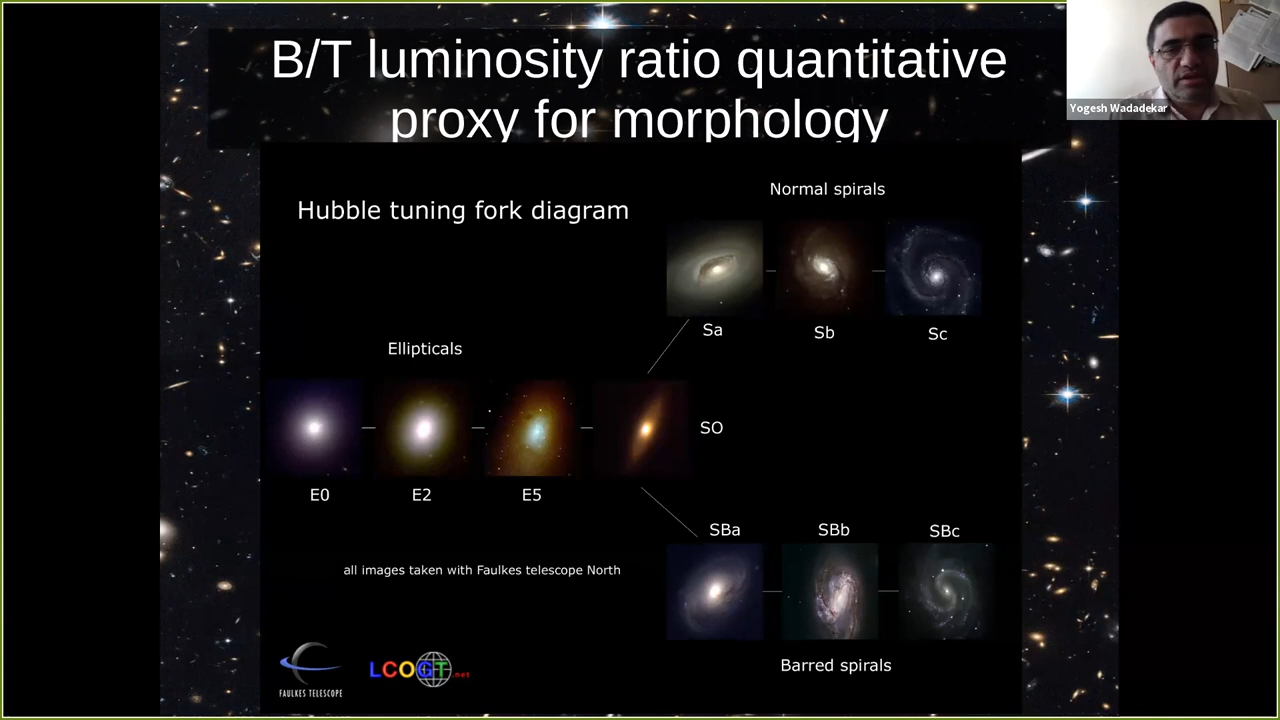 B/T luminosity ratio quantitative
proxy for morphology
Yogesh Wadadekar
Normal spirals
Hubble tuning fork diagram
Sa
Sb
Sc
Ellipticals
SO
E0
E2
E5
SBa
SBb
SBc
all images taken with Faulkes telescope North
Barred spirals
FAULKES TELESCOPE
LCOGT.net